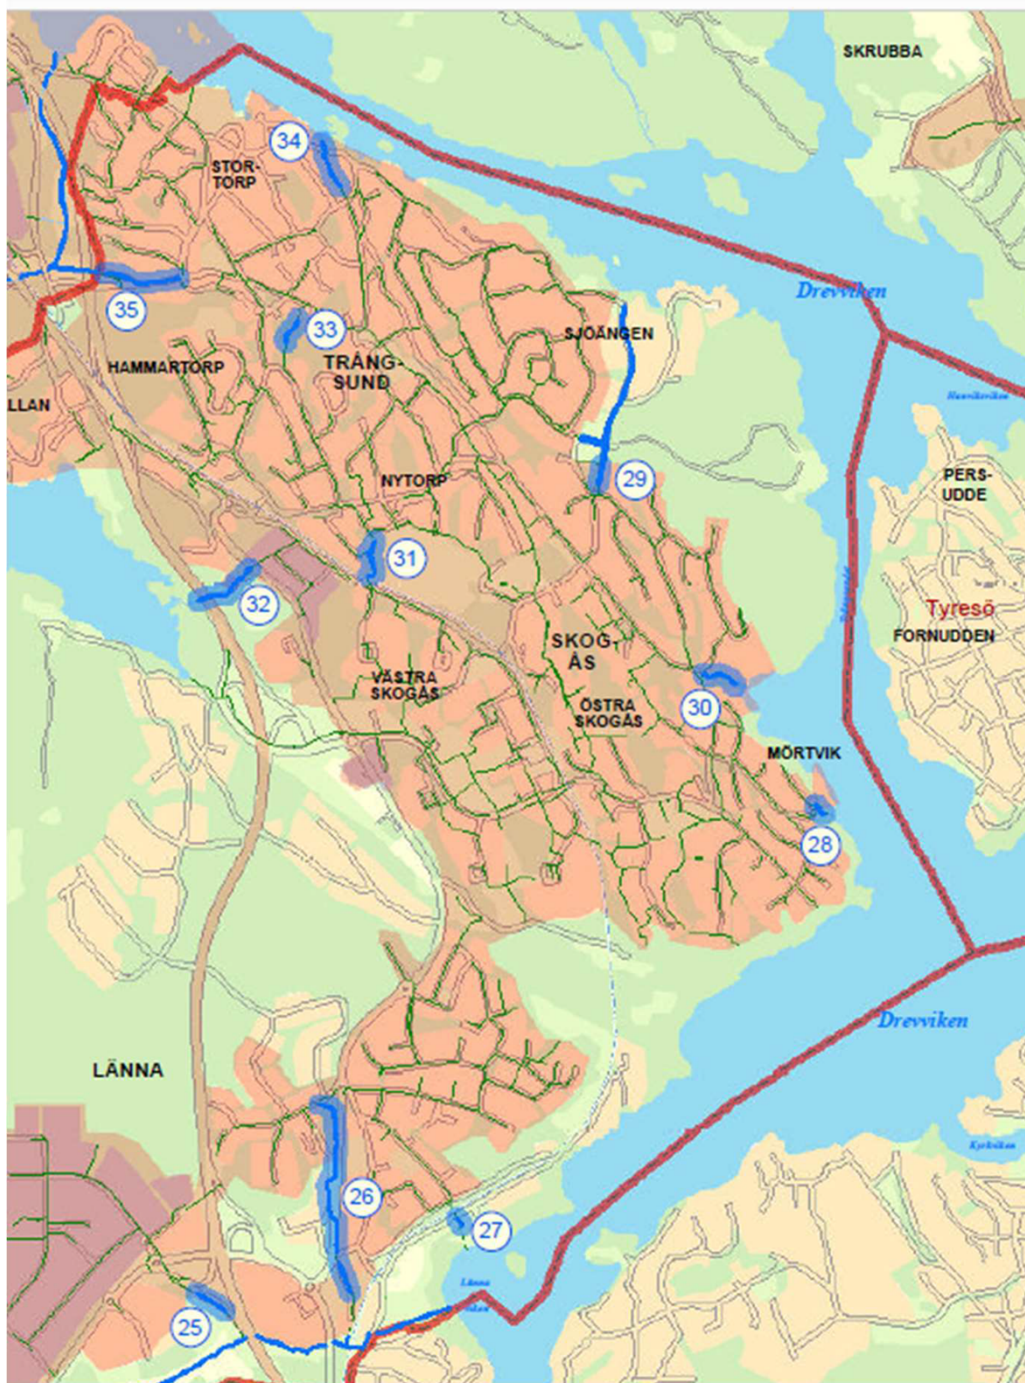 SKRUBBA
34
STOR-
TORP
Drevviken
35
33
SJÖÄNGEN
TRÅNG-
SUND
HAMMARTORP
LLAN
NYTORP
29
PERS-
UDDE
31
32
Tyresö
FORNUDDEN
SKOG-
ÅS
VÄSTRA
SKOGÅS
ÖSTRA
SKOGÅS
30
MÖRTVIK
28
Drevviken
LÄNNA
26
27
Länna
25